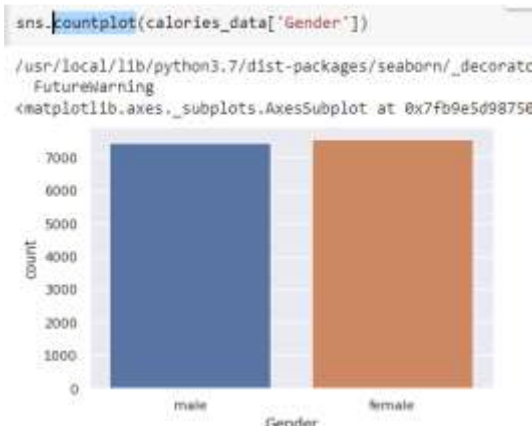 sns.countplot(calories_data['Gender'])
/usr/local/lib/python3.7/dist-packages/seaborn/_decorato
FutureWarning
<matplotlib.axes._subplots.AxesSubplot at 0x7fb9e5d98750
7000
6000
5000
4000
3000
2000
1000
0
count
male
female
Gender